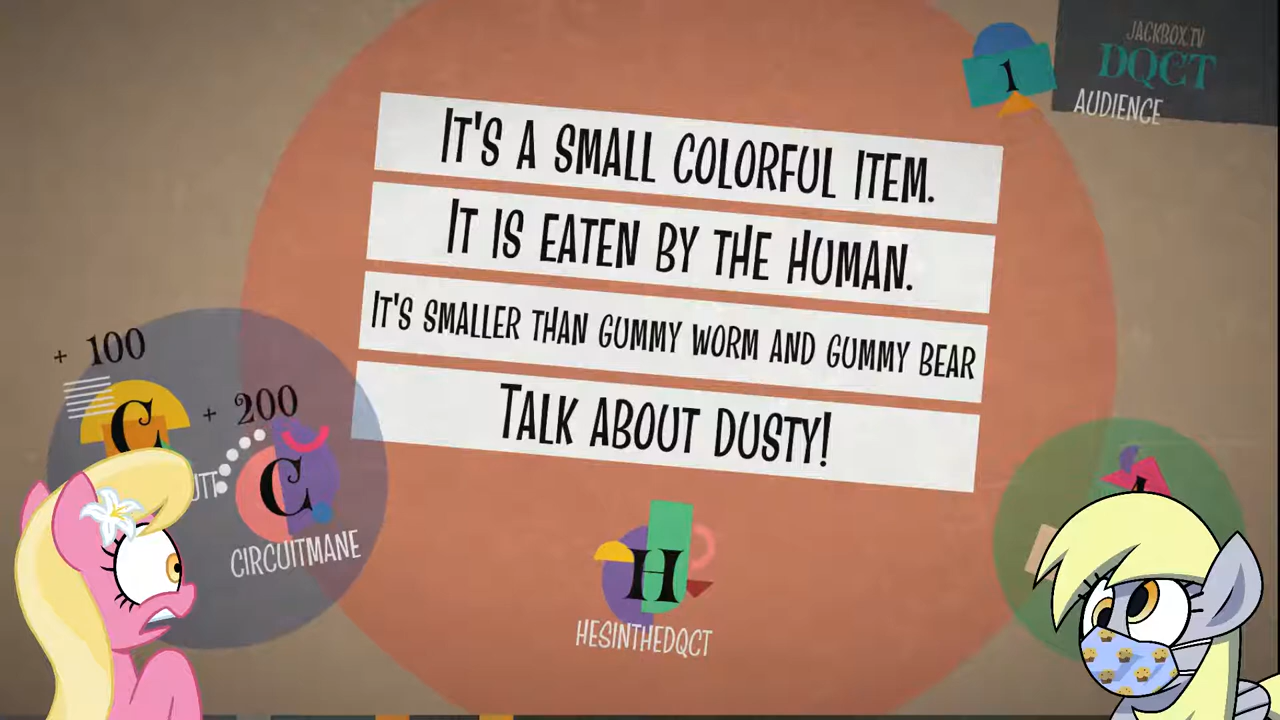 JACKBOX.TV
DQCT
1
AUDIENCE
IT'S A SMALL COLORFUL ITEM.
IT IS EATEN BY THE HUMAN.
IT'S SMALLER THAN GUMMY WORM AND GUMMY BEAR
TALK ABOUT DUSTY!
+ 100
C
+ 200
C
CIRCUITMANE
H
HESINTHEDQCT